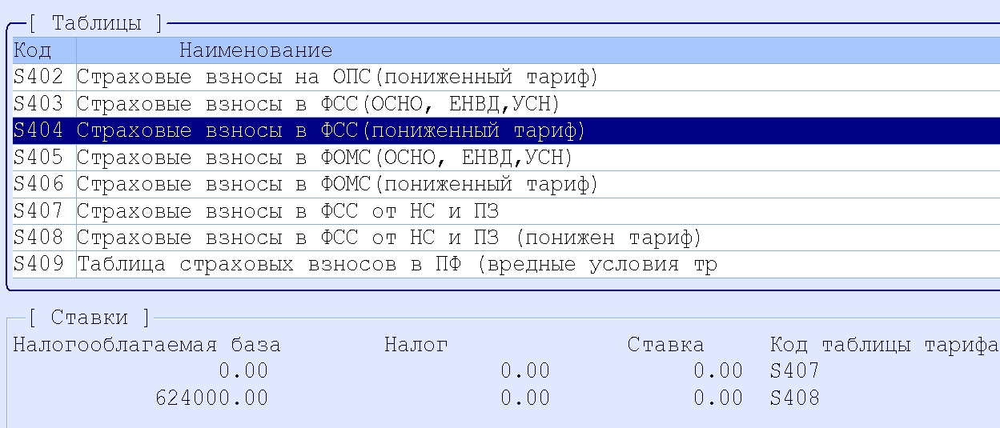 [ Таблицы ]
Код Наименование
S402 Страховые взносы на ОПС(пониженный тариф)
S403 Страховые взносы в ФСС(ОСНО, ЕНВД,УСН)
S404 Страховые взносы в ФСС(пониженный тариф)
S405 Страховые взносы в ФОМС(ОСНО, ЕНВД,УСН)
S406 Страховые взносы в ФОМС(пониженный тариф)
S407 Страховые взносы в ФСС от НС и ПЗ
S408 Страховые взносы в ФСС от НС и ПЗ (понижен тариф)
S409 Таблица страховых взносов в ПФ (вредные условия тр
[ Ставки ]
Налогооблагаемая база Налог Ставка Код таблицы тарифа
0.00 0.00 0.00 S407
624000.00 0.00 0.00 S408